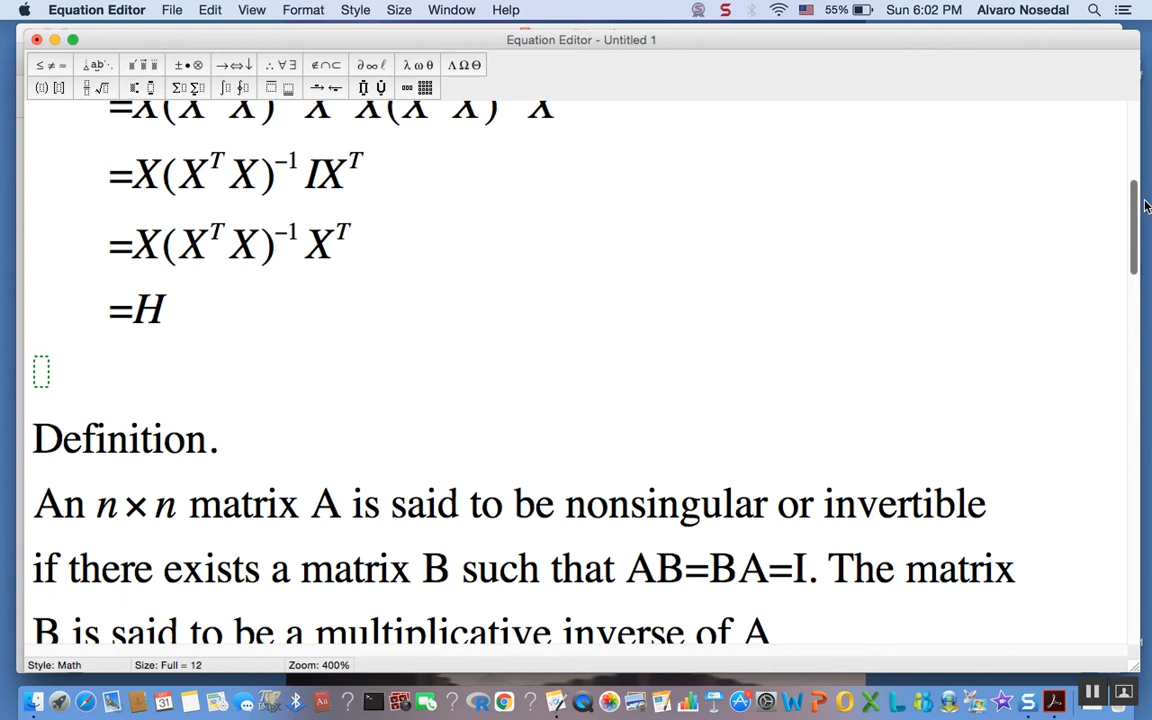 Equation Editor File Edit View Format Style Size Window Help 55% Sun 6:02 PM Alvaro Nosedal
Equation Editor - Untitled 1
=X(X^T X)^{-1} X^T X(X^T X)^{-1} X^T
=X(X^T X)^{-1} IX^T
=X(X^T X)^{-1} X^T
=H
Definition.
An n×n matrix A is said to be nonsingular or invertible
if there exists a matrix B such that AB=BA=I. The matrix
B is said to be a multiplicative inverse of A
Style: Math Size: Full = 12 Zoom: 400%